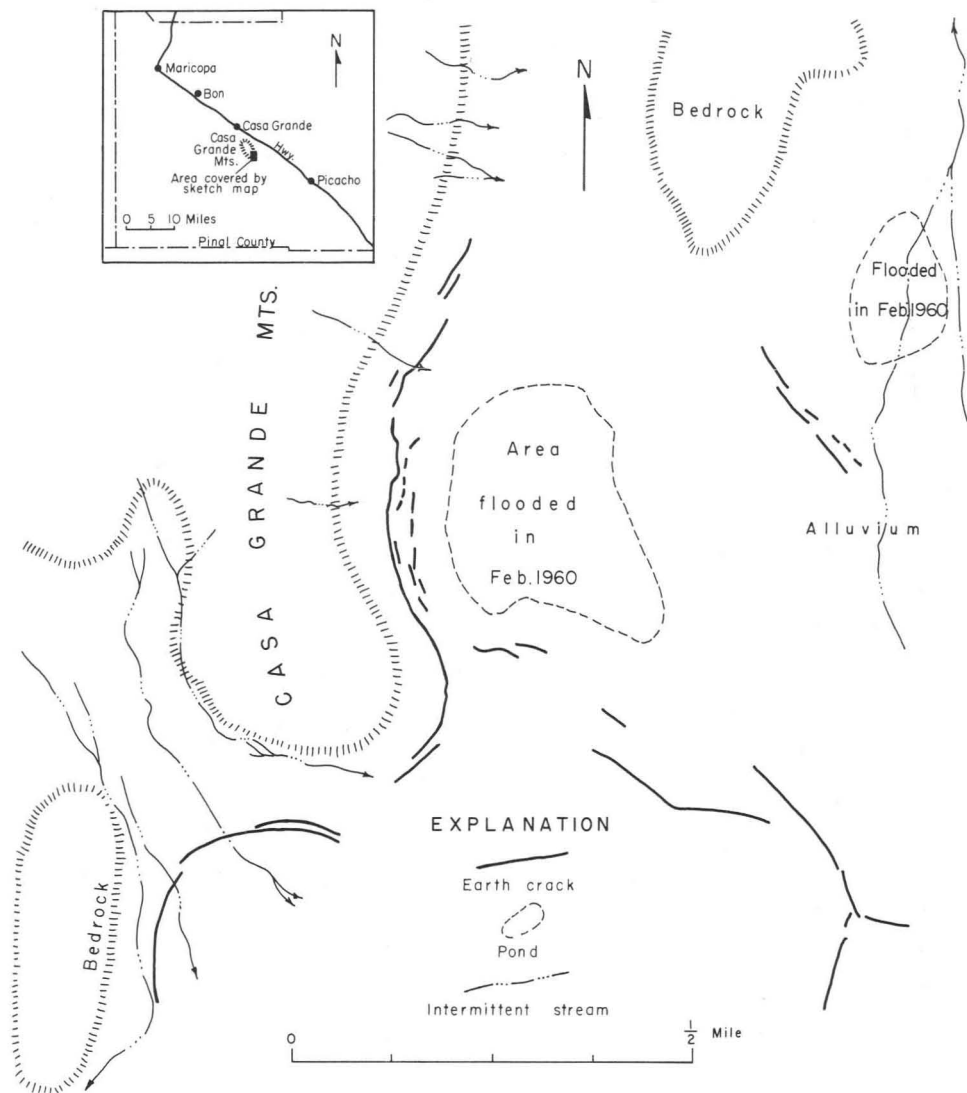 N
Maricopa
Bon
Casa Grande
Casa
Grande
Mts.
Hwy.
Area covered by
sketch map
Picacho
0 5 10 Miles
Pinal County
N
Bedrock
Flooded
in Feb.1960
CASA GRANDE MTS.
Area
flooded
in
Feb. 1960
Alluvium
Bedrock
EXPLANATION
Earth crack
Pond
Intermittent stream
0 1/2 Mile